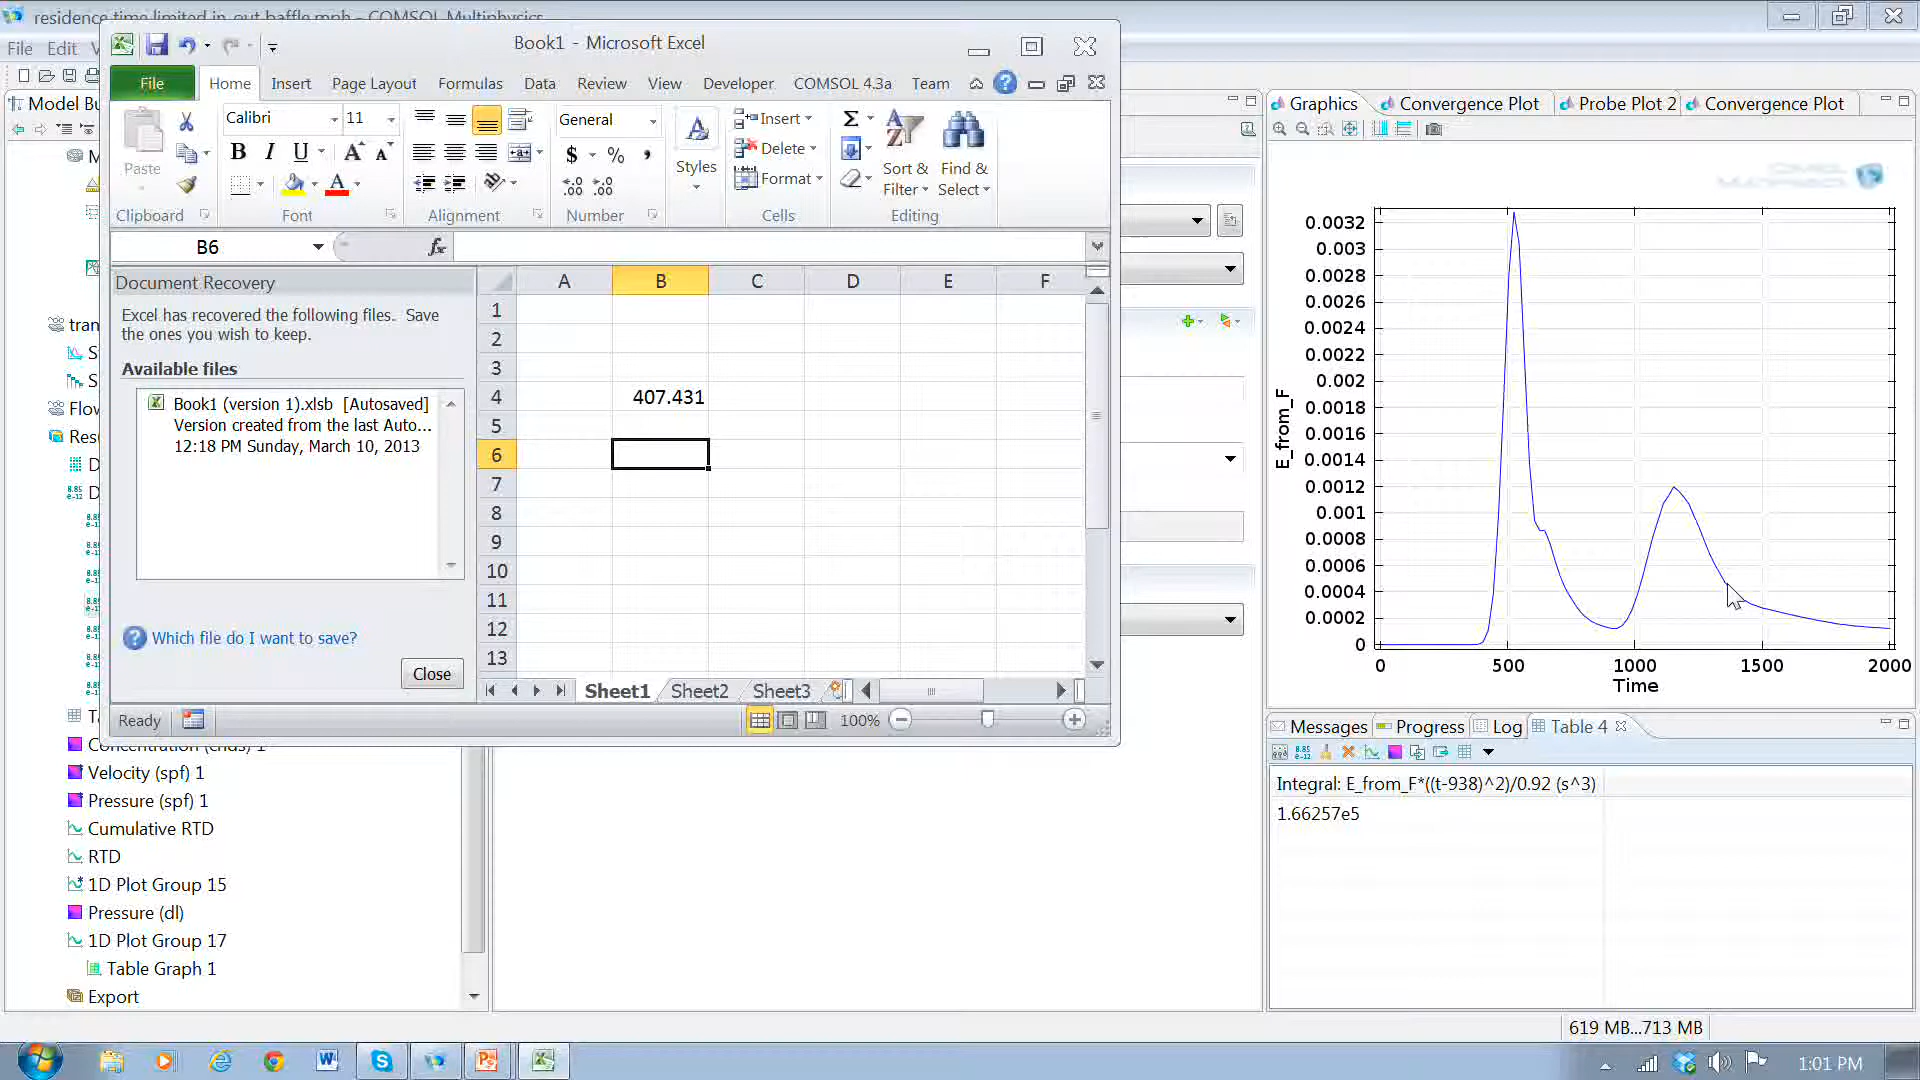 residence time limited in_out baffle.mph - COMSOL Multiphysics
File Edit V
Model Bu
M
tran
S
S
Flov
Resu
D
D
Ta
Velocity (spf) 1
Pressure (spf) 1
Cumulative RTD
RTD
1D Plot Group 15
Pressure (dl)
1D Plot Group 17
Table Graph 1
Export
Book1 - Microsoft Excel
File Home Insert Page Layout Formulas Data Review View Developer COMSOL 4.3a Team
Paste
Clipboard
Calibri 11
B I U
Font
Alignment
General
$ % ,
Number
Styles
Insert
Delete
Format
Cells
Sort & Filter
Find & Select
Editing
B6
fx
Document Recovery
Excel has recovered the following files. Save
the ones you wish to keep.
Available files
Book1 (version 1).xlsb [Autosaved]
Version created from the last Auto...
12:18 PM Sunday, March 10, 2013
Which file do I want to save?
Close
A B C D E F
1
2
3
4 407.431
5
6
7
8
9
10
11
12
13
Sheet1 Sheet2 Sheet3
Ready
100%
Graphics Convergence Plot Probe Plot 2 Convergence Plot
0.0032
0.003
0.0028
0.0026
0.0024
0.0022
0.002
0.0018
0.0016
0.0014
0.0012
0.001
0.0008
0.0006
0.0004
0.0002
0
E_from_F
0 500 1000 1500 2000
Time
Messages Progress Log Table 4
Integral: E_from_F*((t-938)^2)/0.92 (s^3)
1.66257e5
619 MB...713 MB
1:01 PM